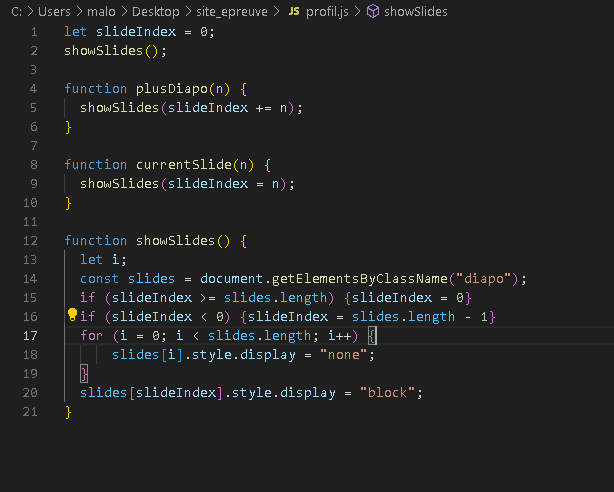 C: > Users > malo > Desktop > site_epreuve > JS profil.js > showSlides
1 let slideIndex = 0;
2 showSlides();
3
4 function plusDiapo(n) {
5 showSlides(slideIndex += n);
6 }
7
8 function currentSlide(n) {
9 showSlides(slideIndex = n);
10 }
11
12 function showSlides() {
13 let i;
14 const slides = document.getElementsByClassName("diapo");
15 if (slideIndex >= slides.length) {slideIndex = 0}
16 if (slideIndex < 0) {slideIndex = slides.length - 1}
17 for (i = 0; i < slides.length; i++) {
18 slides[i].style.display = "none";
19 }
20 slides[slideIndex].style.display = "block";
21 }